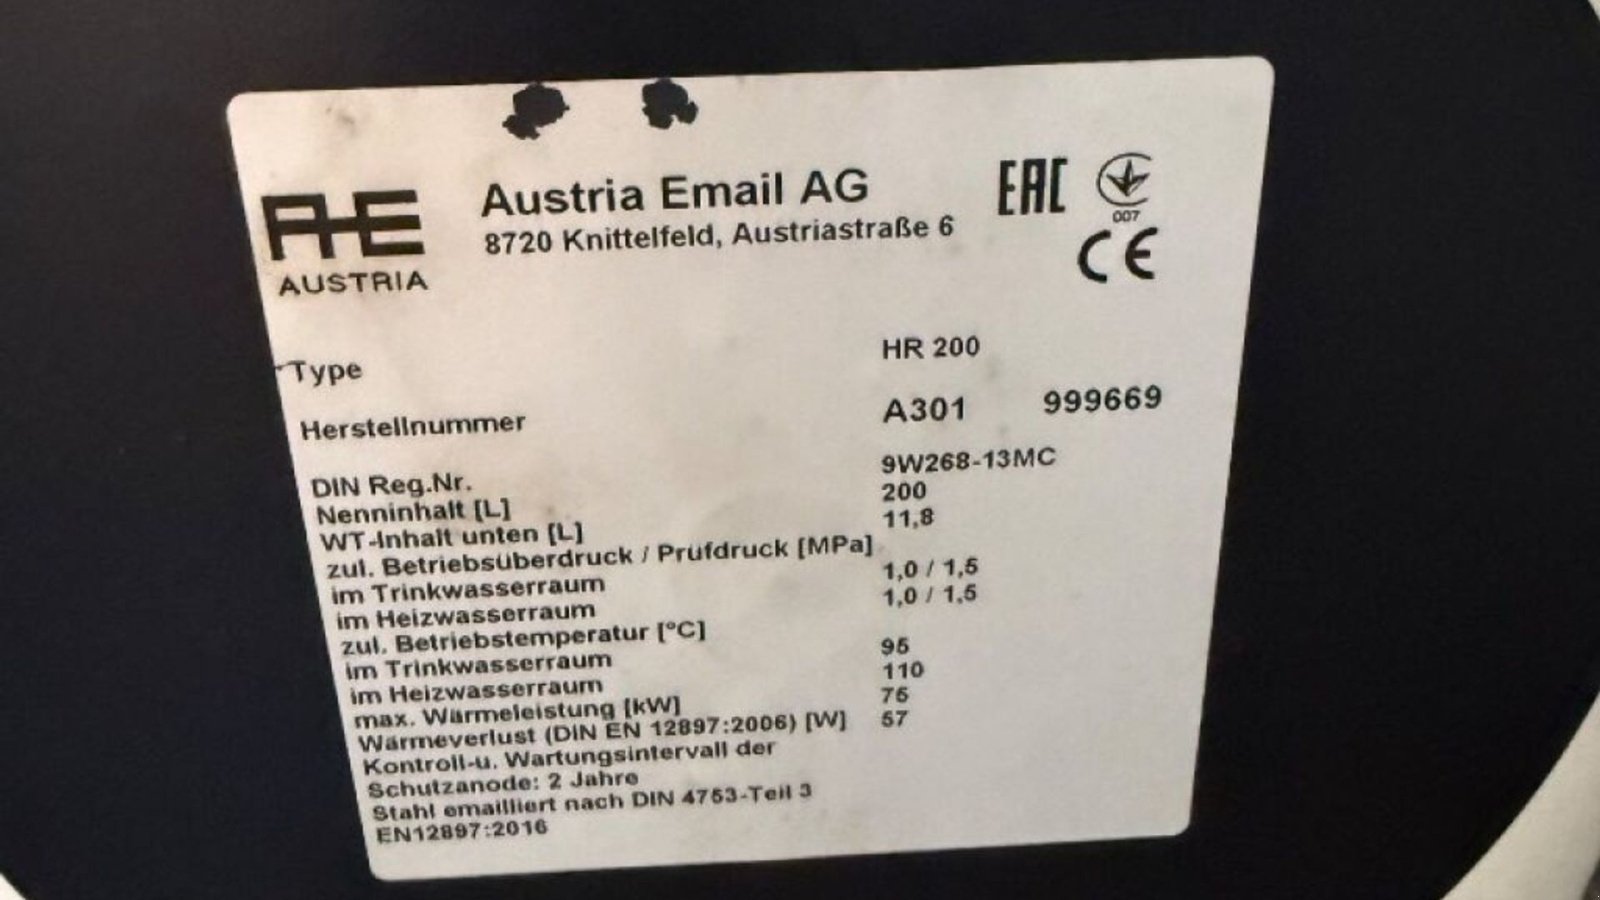 AE
AUSTRIA
Austria Email AG
8720 Knittelfeld, Austriastraße 6
EAC
007
CE
Type HR 200
Herstellnummer A301 999669
DIN Reg.Nr. 9W268-13MC
Nenninhalt [L] 200
WT-Inhalt unten [L] 11,8
zul. Betriebsüberdruck / Prüfdruck [MPa]
im Trinkwasserraum 1,0 / 1,5
im Heizwasserraum 1,0 / 1,5
zul. Betriebstemperatur [°C]
im Trinkwasserraum 95
im Heizwasserraum 110
max. Wärmeleistung [kW] 75
Wärmeverlust (DIN EN 12897:2006) [W] 57
Kontroll-u. Wartungsintervall der
Schutzanode: 2 Jahre
Stahl emailliert nach DIN 4753-Teil 3
EN12897:2016